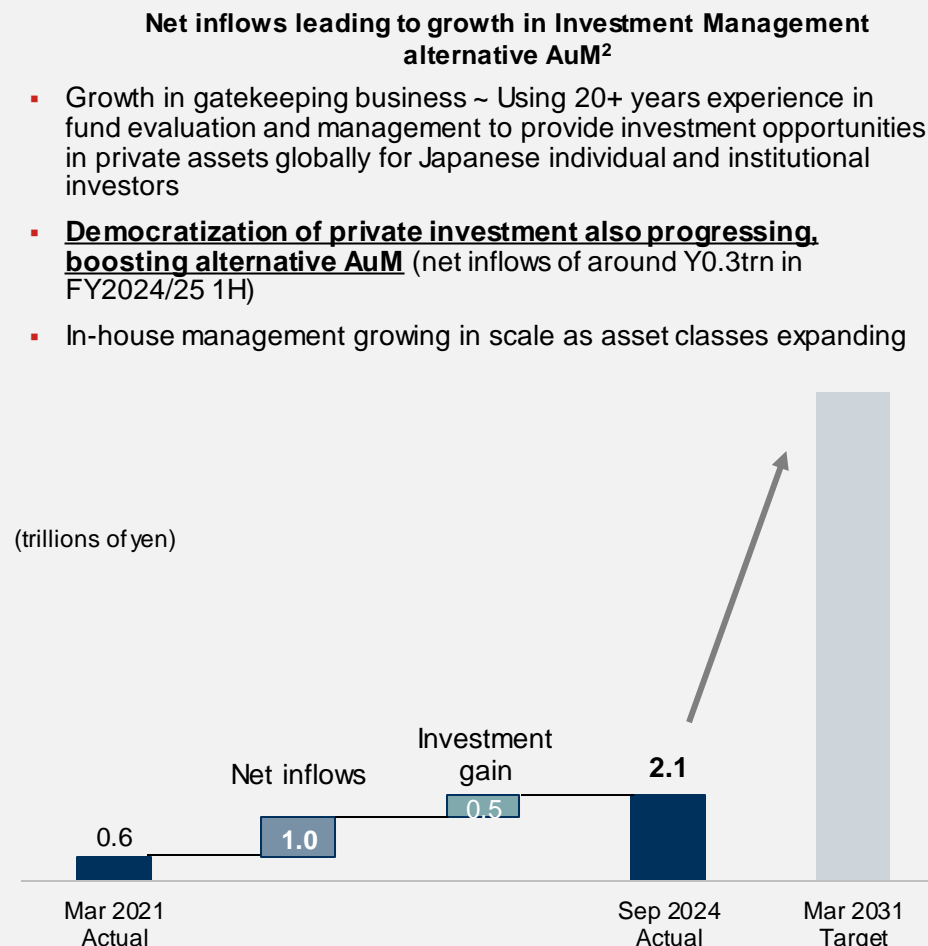 Net inflows leading to growth in Investment Management
alternative AuM²
▪ Growth in gatekeeping business ~ Using 20+ years experience in
fund evaluation and management to provide investment opportunities
in private assets globally for Japanese individual and institutional
investors
▪ Democratization of private investment also progressing,
boosting alternative AuM (net inflows of around Y0.3trn in
FY2024/25 1H)
▪ In-house management growing in scale as asset classes expanding
(trillions of yen)
0.6
Net inflows
1.0
Investment
gain
0.5
2.1
Mar 2021
Actual
Sep 2024
Actual
Mar 2031
Target